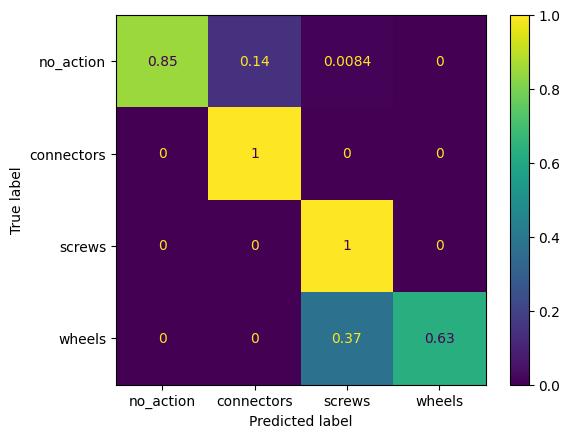 True label
no_action 0.85 0.14 0.0084 0
connectors 0 1 0 0
screws 0 0 1 0
wheels 0 0 0.37 0.63
no_action connectors screws wheels
Predicted label
1.0
0.8
0.6
0.4
0.2
0.0